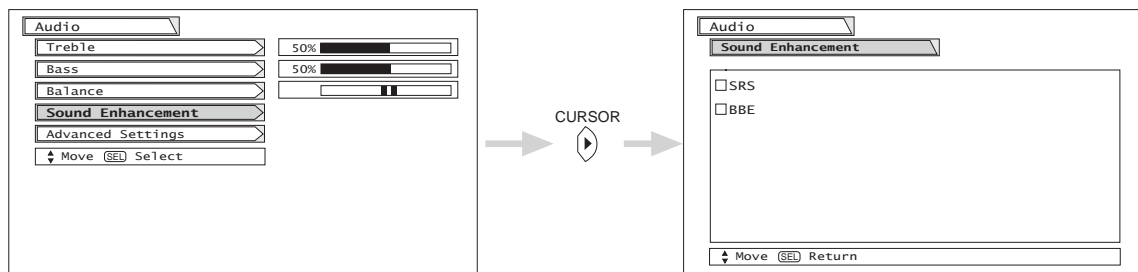 Audio
Treble 50%
Bass 50%
Balance
Sound Enhancement
Advanced Settings
Move SEL Select
CURSOR
Audio
Sound Enhancement
SRS
BBE
Move SEL Return